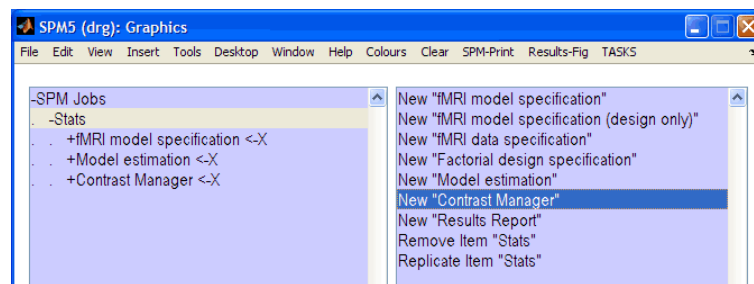 SPM5 (drg): Graphics
File Edit View Insert Tools Desktop Window Help Colours Clear SPM-Print Results-Fig TASKS
-SPM Jobs
. -Stats
. . +fMRI model specification <-X
. . +Model estimation <-X
. . +Contrast Manager <-X
New "fMRI model specification"
New "fMRI model specification (design only)"
New "fMRI data specification"
New "Factorial design specification"
New "Model estimation"
New "Contrast Manager"
New "Results Report"
Remove Item "Stats"
Replicate Item "Stats"